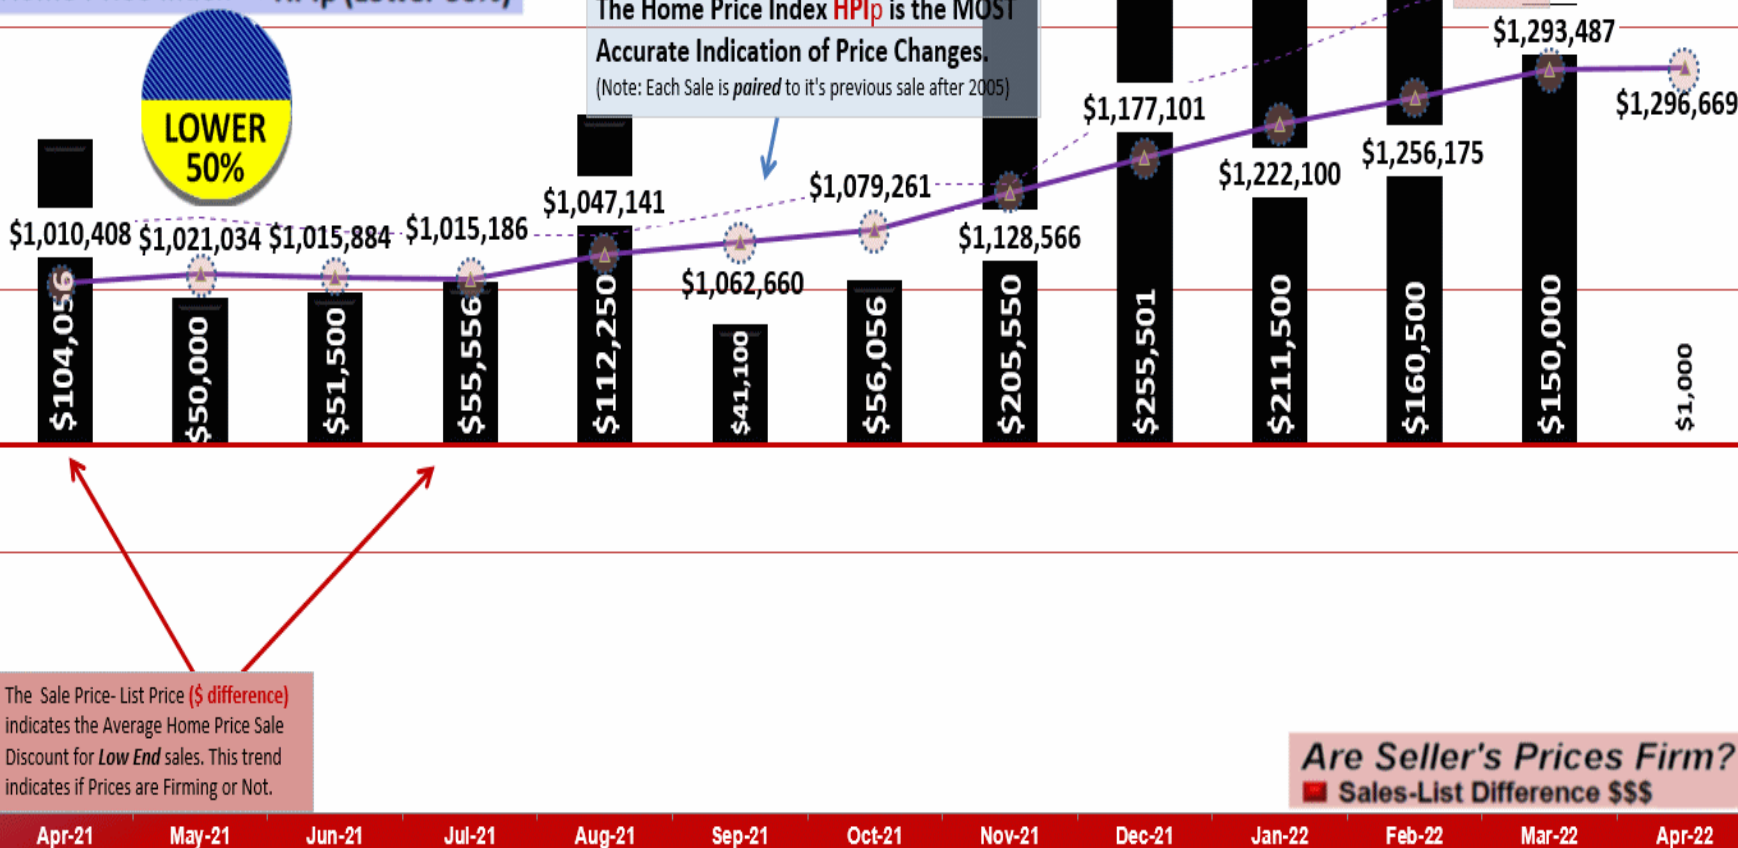 HPIp (Lower 50%)
The Home Price Index HPIp is the MOST
Accurate Indication of Price Changes.
(Note: Each Sale is paired to it's previous sale after 2005)
LOWER
50%
$1,010,408
$1,021,034
$1,015,884
$1,015,186
$1,047,141
$1,062,660
$1,079,261
$1,128,566
$1,177,101
$1,222,100
$1,256,175
$1,293,487
$1,296,669
$104,056
$50,000
$51,500
$55,556
$112,250
$41,100
$56,056
$205,550
$255,501
$211,500
$160,500
$150,000
$1,000
The Sale Price- List Price ($ difference)
indicates the Average Home Price Sale
Discount for Low End sales. This trend
indicates if Prices are Firming or Not.
Are Seller's Prices Firm?
Sales-List Difference $$$
Apr-21 May-21 Jun-21 Jul-21 Aug-21 Sep-21 Oct-21 Nov-21 Dec-21 Jan-22 Feb-22 Mar-22 Apr-22